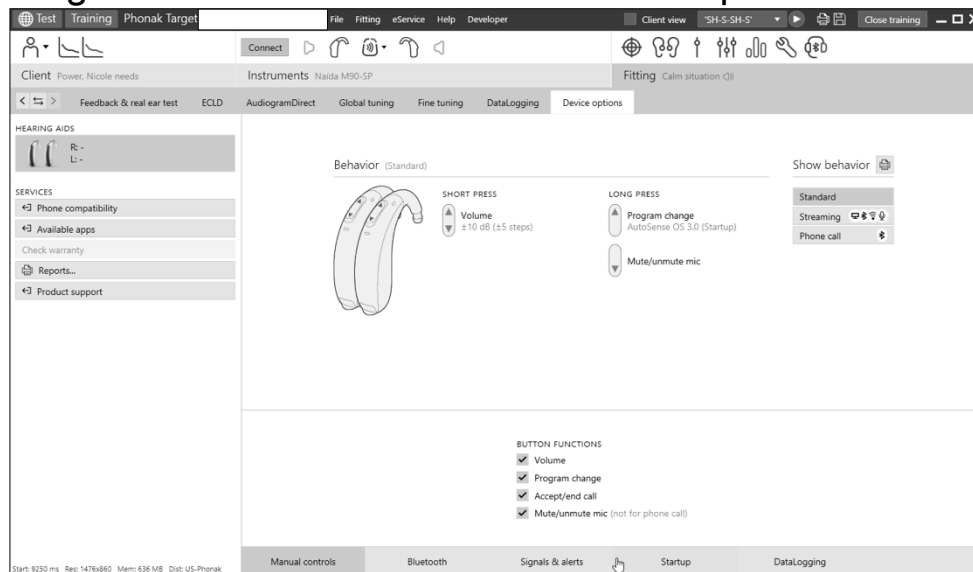 Test Training Phonak Target File Fitting eService Help Developer Client view 'SH-S-SH-S' Close training
Connect
Client Power, Nicole needs Instruments Naída M90-SP Fitting Calm situation
Feedback & real ear test ECLD AudiogramDirect Global tuning Fine tuning DataLogging Device options
HEARING AIDS
R: -
L: -
SERVICES
Phone compatibility
Available apps
Check warranty
Reports...
Product support
Behavior (Standard)
SHORT PRESS
Volume
±10 dB (±5 steps)
LONG PRESS
Program change
AutoSense OS 3.0 (Startup)
Mute/unmute mic
Show behavior
Standard
Streaming
Phone call
BUTTON FUNCTIONS
Volume
Program change
Accept/end call
Mute/unmute mic (not for phone call)
Manual controls Bluetooth Signals & alerts Startup DataLogging
Start: 9250 ms Res: 1476x860 Mem: 636 MB Dist: US-Phonak